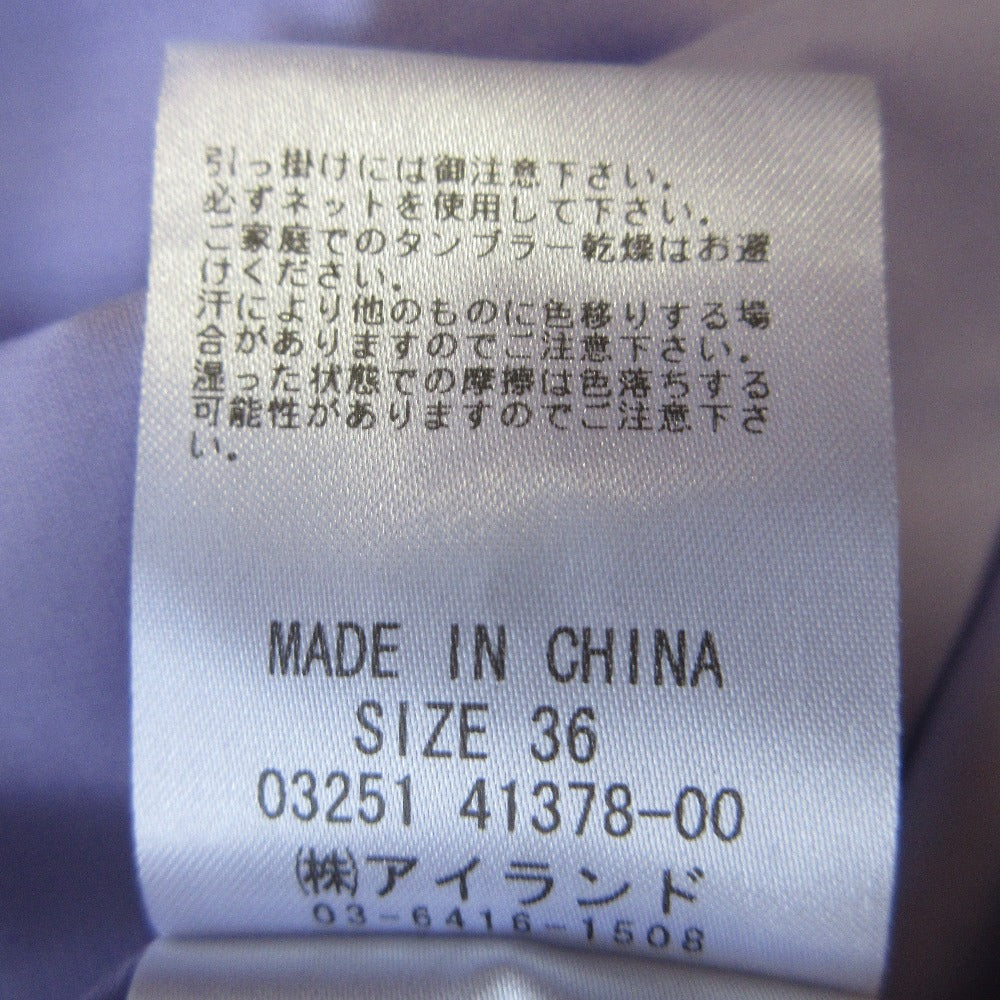 引っ掛けには御注意下さい.
必ずネットを使用して下さい.
ご家庭でのタンブラー乾燥はお避
けください.
汗により他のものに色移りする場
合がありますのでご注意下さい.
湿った状態での摩擦は色落ちする
可能性がありますのでご注意下さ
い.
MADE IN CHINA
SIZE 36
03251 41378-00
㈱アイランド
03-6416-1508